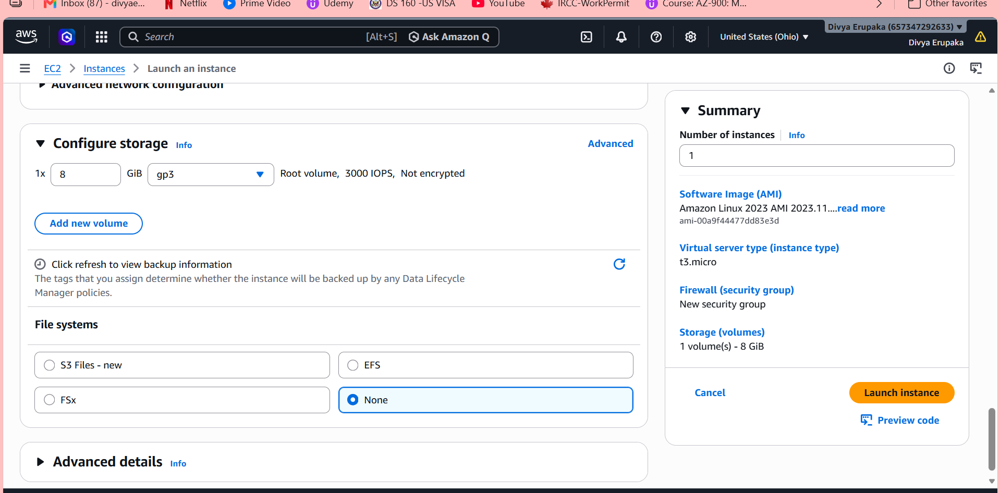 Inbox (87) - divyae...
Netflix
Prime Video
Udemy
DS 160 -US VISA
YouTube
IRCC-WorkPermit
Course: AZ-900: M...
Other favorites
aws
Search
[Alt+S]
Ask Amazon Q
United States (Ohio)
Divya Erupaka (657347292633)
Divya Erupaka
EC2
Instances
Launch an instance
Advanced network configuration
Configure storage Info
Advanced
1x 8 GiB gp3 Root volume, 3000 IOPS, Not encrypted
Add new volume
Click refresh to view backup information
The tags that you assign determine whether the instance will be backed up by any Data Lifecycle
Manager policies.
File systems
S3 Files - new
EFS
FSx
None
Advanced details Info
Summary
Number of instances Info
1
Software Image (AMI)
Amazon Linux 2023 AMI 2023.11....read more
ami-00a9f44477dd83e3d
Virtual server type (instance type)
t3.micro
Firewall (security group)
New security group
Storage (volumes)
1 volume(s) - 8 GiB
Cancel
Launch instance
Preview code